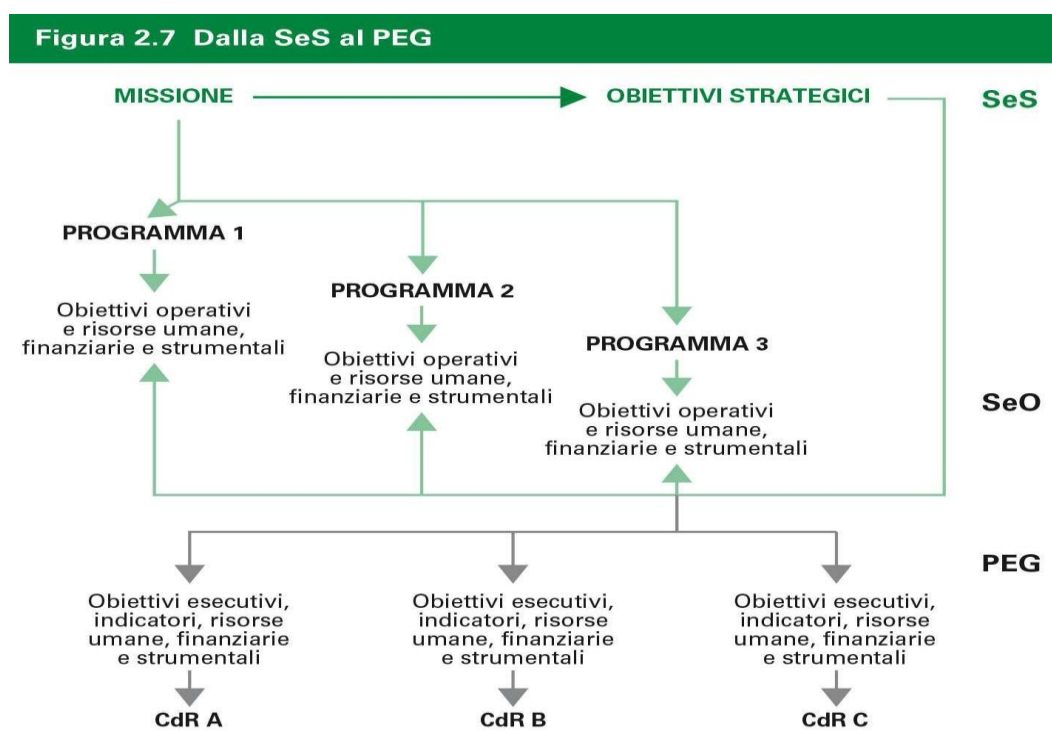 Figura 2.7 Dalla SeS al PEG
MISSIONE
OBIETTIVI STRATEGICI
SeS
PROGRAMMA 1
Obiettivi operativi
e risorse umane,
finanziarie e strumentali
PROGRAMMA 2
Obiettivi operativi
e risorse umane,
finanziarie e strumentali
PROGRAMMA 3
Obiettivi operativi
e risorse umane,
finanziarie e strumentali
SeO
PEG
Obiettivi esecutivi,
indicatori, risorse
umane, finanziarie
e strumentali
CdR A
Obiettivi esecutivi,
indicatori, risorse
umane, finanziarie
e strumentali
CdR B
Obiettivi esecutivi,
indicatori, risorse
umane, finanziarie
e strumentali
CdR C